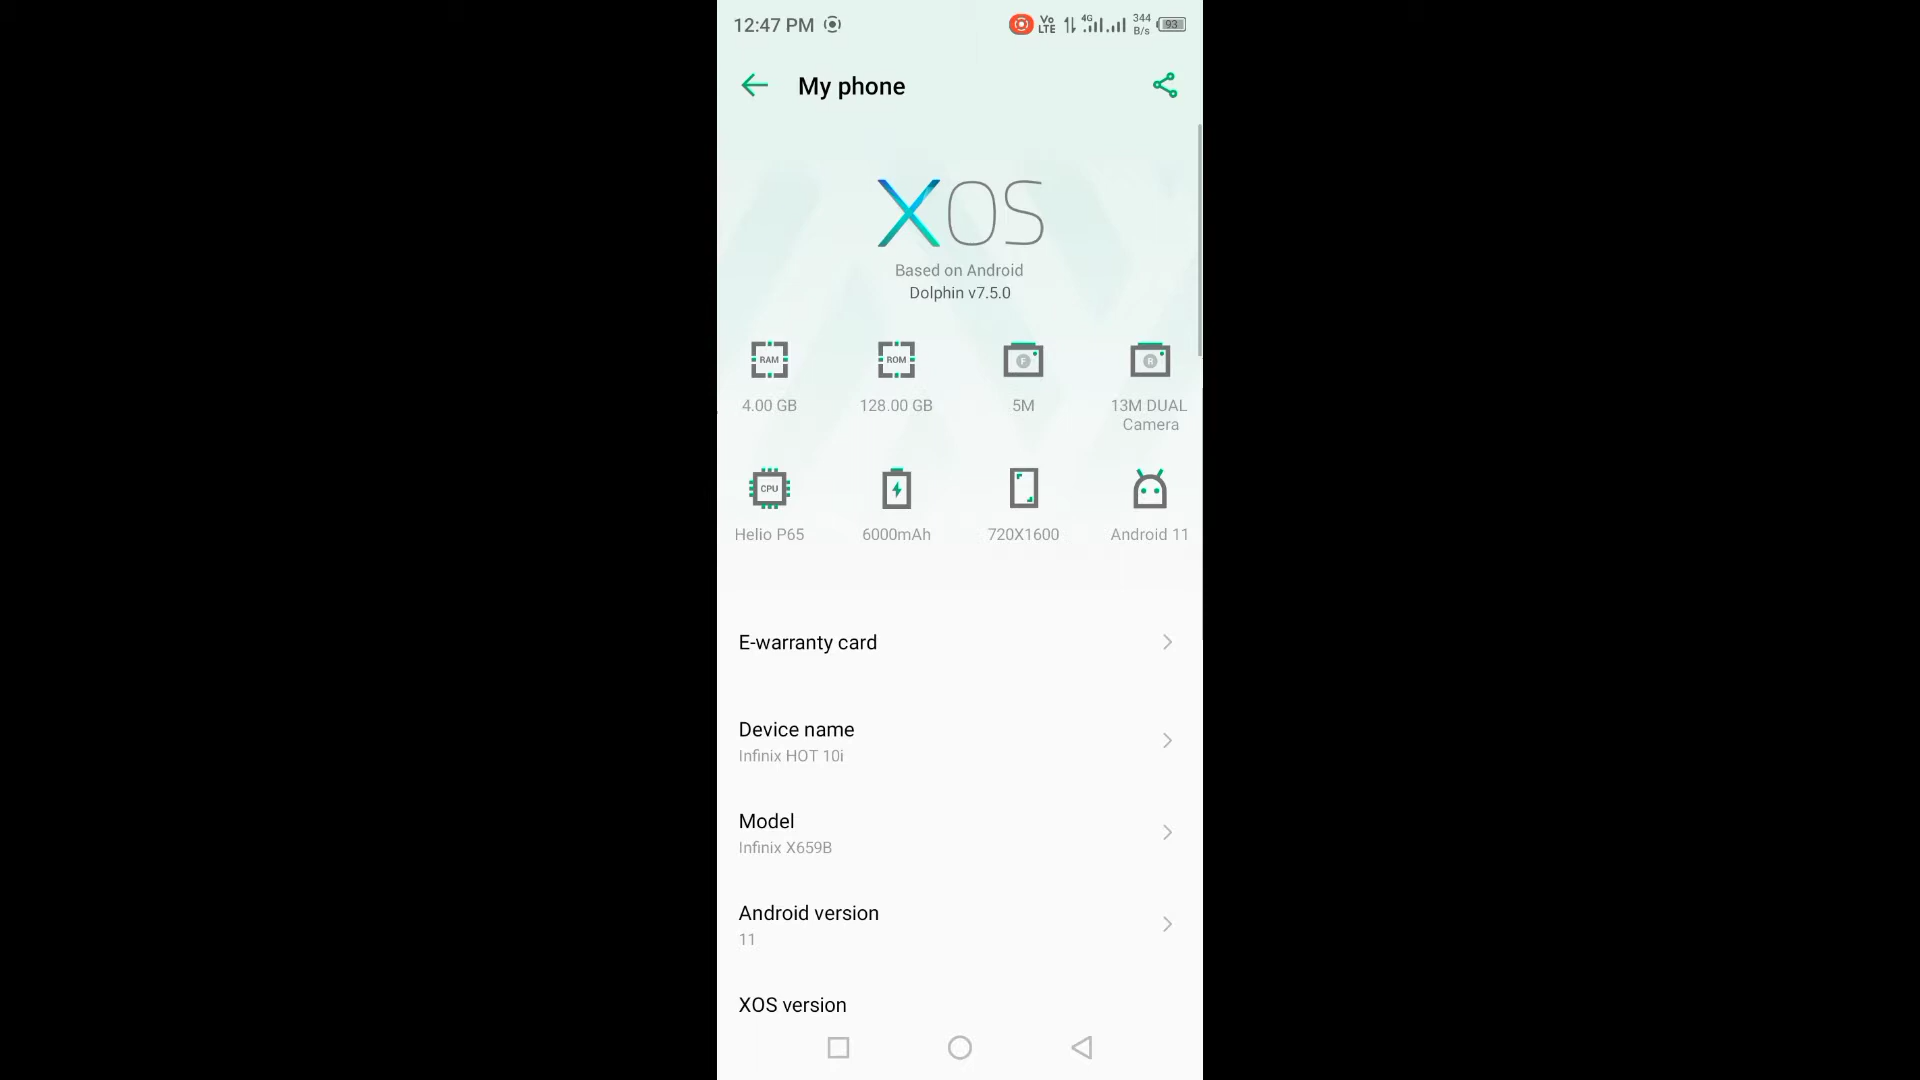 12:47 PM
Vo LTE 4G 344 B/s 93
My phone
XOS
Based on Android
Dolphin v7.5.0
RAM ROM F R
4.00 GB 128.00 GB 5M 13M DUAL
Camera
CPU
Helio P65 6000mAh 720X1600 Android 11
E-warranty card
Device name
Infinix HOT 10i
Model
Infinix X659B
Android version
11
XOS version